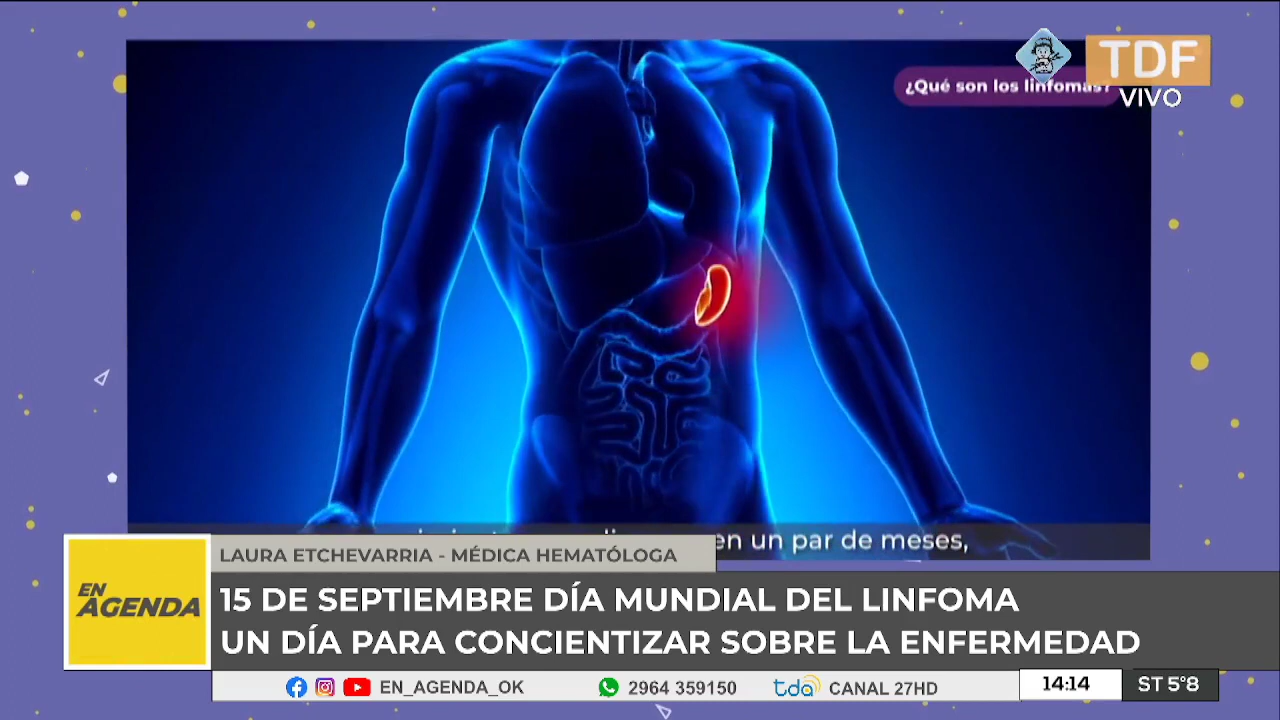 TDF
¿Qué son los linfomas?
VIVO
en un par de meses,
LAURA ETCHEVARRIA - MÉDICA HEMATÓLOGA
EN
AGENDA
15 DE SEPTIEMBRE DÍA MUNDIAL DEL LINFOMA
UN DÍA PARA CONCIENTIZAR SOBRE LA ENFERMEDAD
EN_AGENDA_OK 2964 359150 tda CANAL 27HD 14:14 ST 5°8